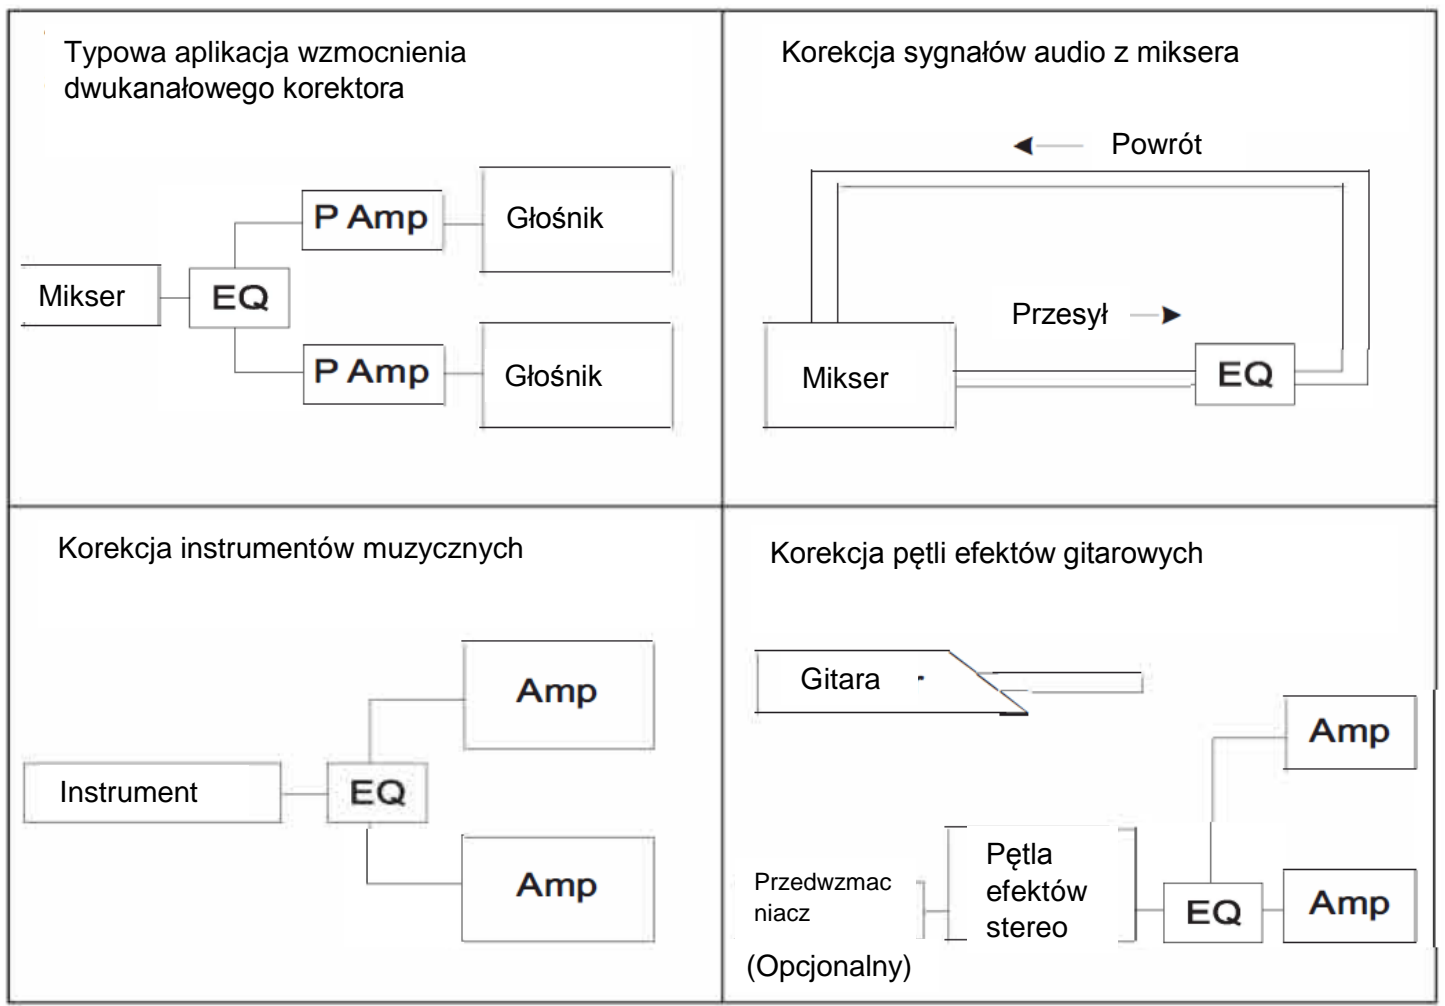 Typowa aplikacja wzmocnienia
dwukanałowego korektora
P Amp
Głośnik
Mikser
EQ
P Amp
Głośnik
Korekcja sygnałów audio z miksera
Powrót
Przesył
Mikser
EQ
Korekcja instrumentów muzycznych
Amp
Instrument
EQ
Amp
Korekcja pętli efektów gitarowych
Gitara
Amp
Przedwzmac
niacz
(Opcjonalny)
Pętla
efektów
stereo
EQ
Amp